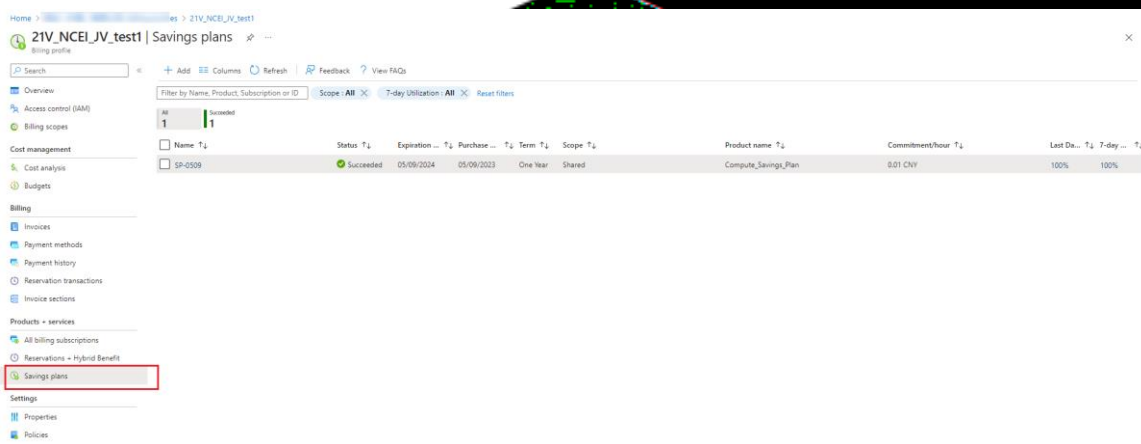 Home > es > 21V_NCEI_JV_test1
21V_NCEI_JV_test1 | Savings plans ...
Billing profile
Search «
+ Add Columns Refresh Feedback ? View FAQs
Overview
Filter by Name, Product, Subscription or ID Scope : All × 7-day Utilization : All × Reset filters
Access control (IAM)
Billing scopes
All Succeeded
1 1
Cost management
Name ↑↓ Status ↑↓ Expiration ... ↑↓ Purchase ... ↑↓ Term ↑↓ Scope ↑↓ Product name ↑↓ Commitment/hour ↑↓ Last Da... ↑↓ 7-day ... ↑↓
Cost analysis
SP-0509 Succeeded 05/09/2024 05/09/2023 One Year Shared Compute_Savings_Plan 0.01 CNY 100% 100%
Budgets
Billing
Invoices
Payment methods
Payment history
Reservation transactions
Invoice sections
Products + services
All billing subscriptions
Reservations + Hybrid Benefit
Savings plans
Settings
Properties
Policies